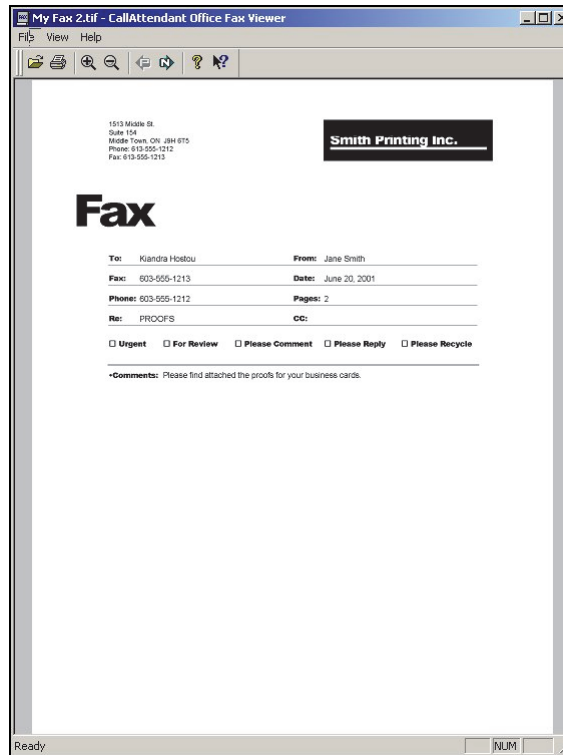 My Fax 2.tif - CallAttendant Office Fax Viewer
File View Help
1513 Middle St.
Suite 154
Middle Town, ON J9H 6T5
Phone: 613-555-1212
Fax: 613-555-1213
Smith Printing Inc.
Fax
To: Kiandra Hostou From: Jane Smith
Fax: 603-555-1213 Date: June 20, 2001
Phone: 603-555-1212 Pages: 2
Re: PROOFS CC:
☐ Urgent ☐ For Review ☐ Please Comment ☐ Please Reply ☐ Please Recycle
•Comments: Please find attached the proofs for your business cards.
Ready NUM